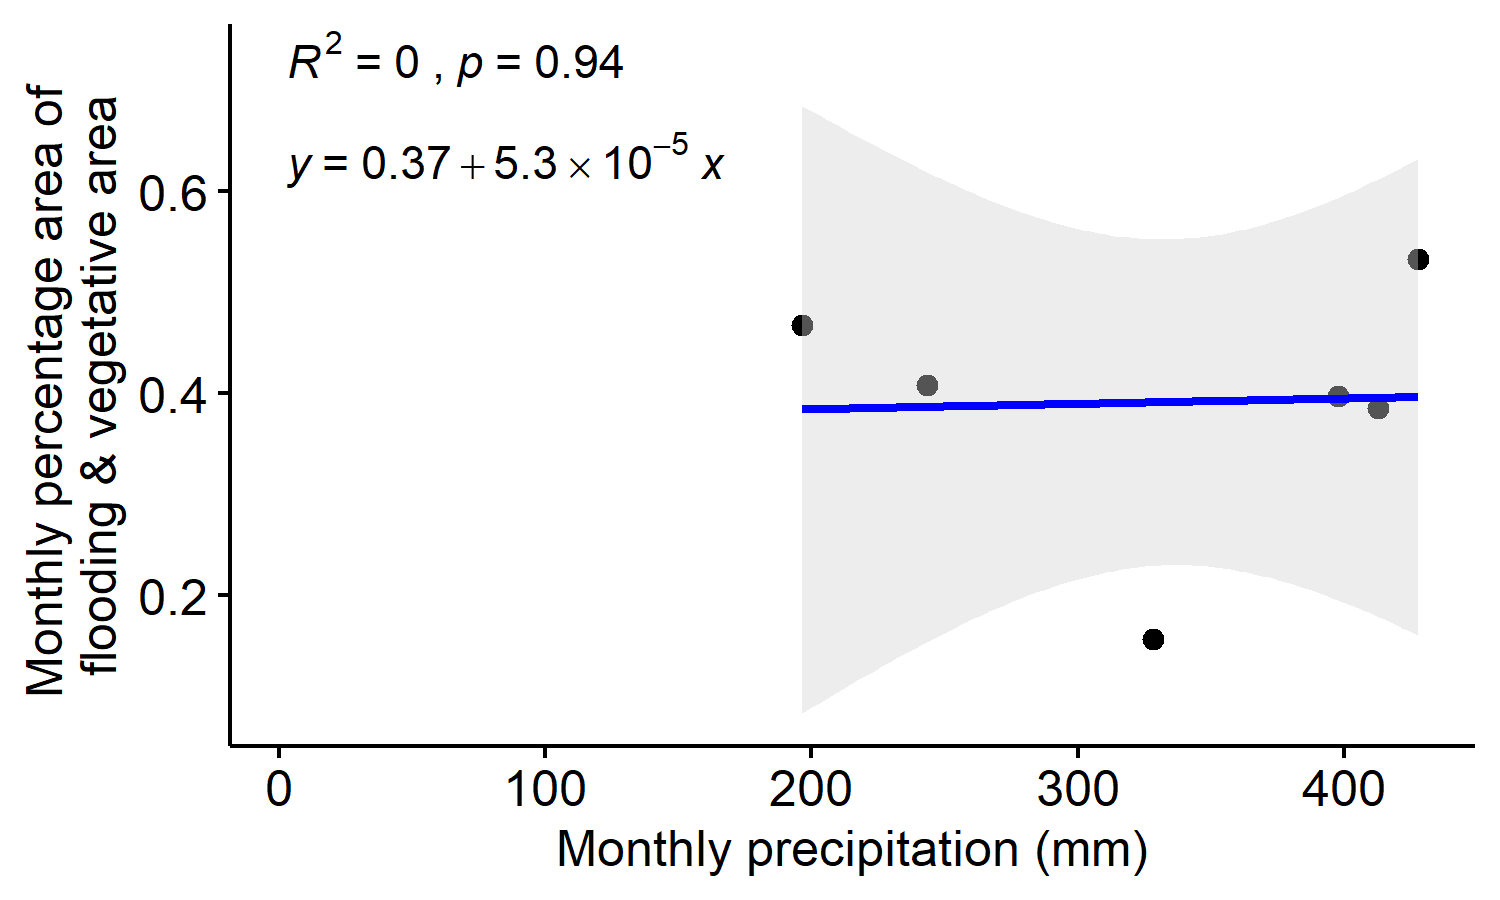 R² = 0 , p = 0.94
y = 0.37 + 5.3 × 10⁻⁵ x
Monthly percentage area of
flooding & vegetative area
0.6
0.4
0.2
0 100 200 300 400
Monthly precipitation (mm)